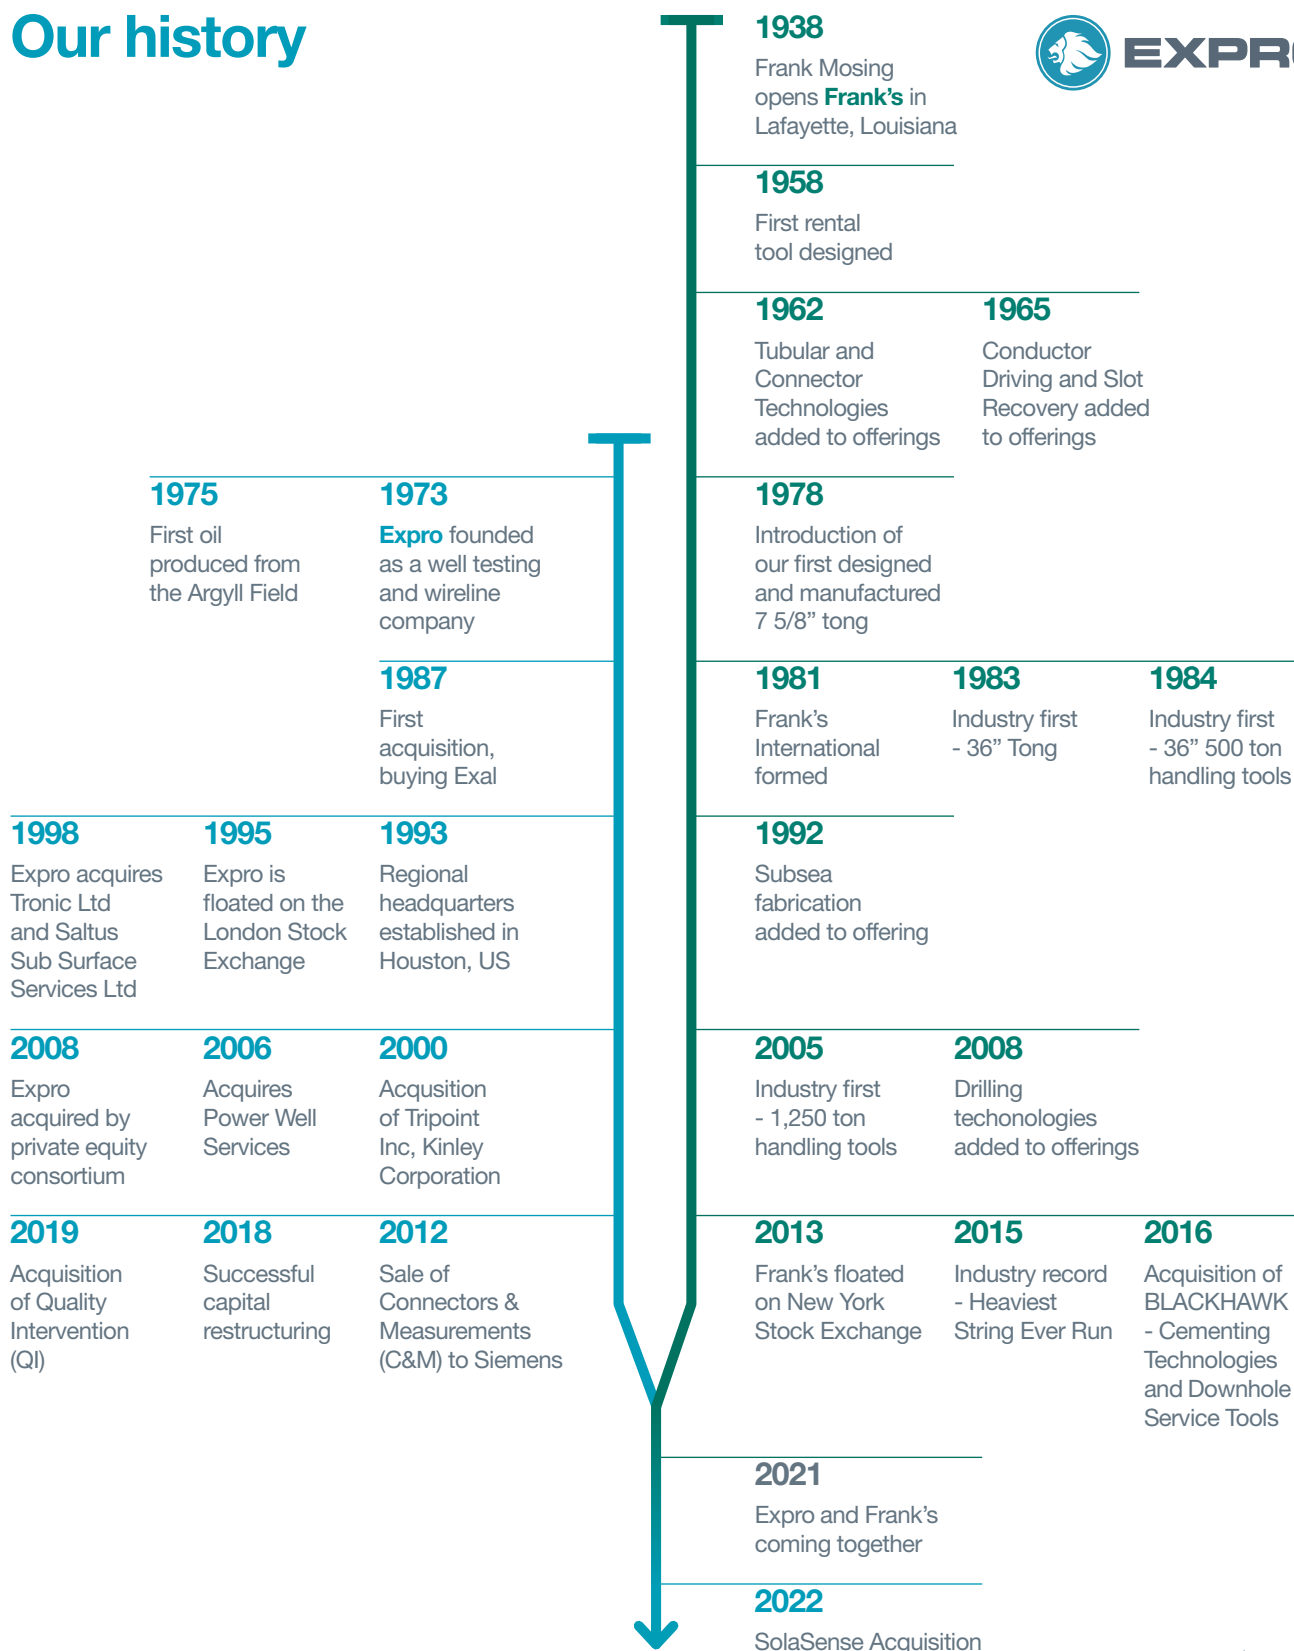 Our history
EXPRO
1938
Frank Mosing
opens Frank's in
Lafayette, Louisiana
1958
First rental
tool designed
1962
Tubular and
Connector
Technologies
added to offerings
1965
Conductor
Driving and Slot
Recovery added
to offerings
1975
First oil
produced from
the Argyll Field
1973
Expro founded
as a well testing
and wireline
company
1978
Introduction of
our first designed
and manufactured
7 5/8” tong
1987
First
acquisition,
buying Exal
1981
Frank’s
International
formed
1983
Industry first
- 36” Tong
1984
Industry first
- 36” 500 ton
handling tools
1998
Expro acquires
Tronic Ltd
and Saltus
Sub Surface
Services Ltd
1995
Expro is
floated on the
London Stock
Exchange
1993
Regional
headquarters
established in
Houston, US
1992
Subsea
fabrication
added to offering
2008
Expro
acquired by
private equity
consortium
2006
Acquires
Power Well
Services
2000
Acqusition
of Tripoint
Inc, Kinley
Corporation
2005
Industry first
- 1,250 ton
handling tools
2008
Drilling
techonologies
added to offerings
2019
Acquisition
of Quality
Intervention
(QI)
2018
Successful
capital
restructuring
2012
Sale of
Connectors &
Measurements
(C&M) to Siemens
2013
Frank’s floated
on New York
Stock Exchange
2015
Industry record
- Heaviest
String Ever Run
2016
Acquisition of
BLACKHAWK
- Cementing
Technologies
and Downhole
Service Tools
2021
Expro and Frank’s
coming together
2022
SolaSense Acquisition